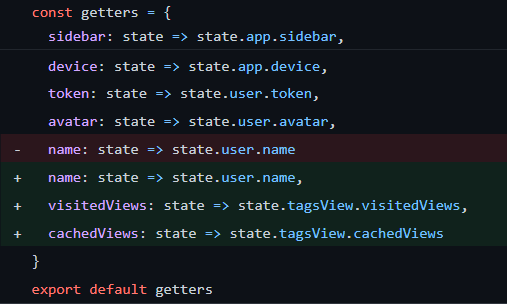 const getters = {
  sidebar: state => state.app.sidebar,
  device: state => state.app.device,
  token: state => state.user.token,
  avatar: state => state.user.avatar,
- name: state => state.user.name
+ name: state => state.user.name,
+ visitedViews: state => state.tagsView.visitedViews,
+ cachedViews: state => state.tagsView.cachedViews
}
export default getters